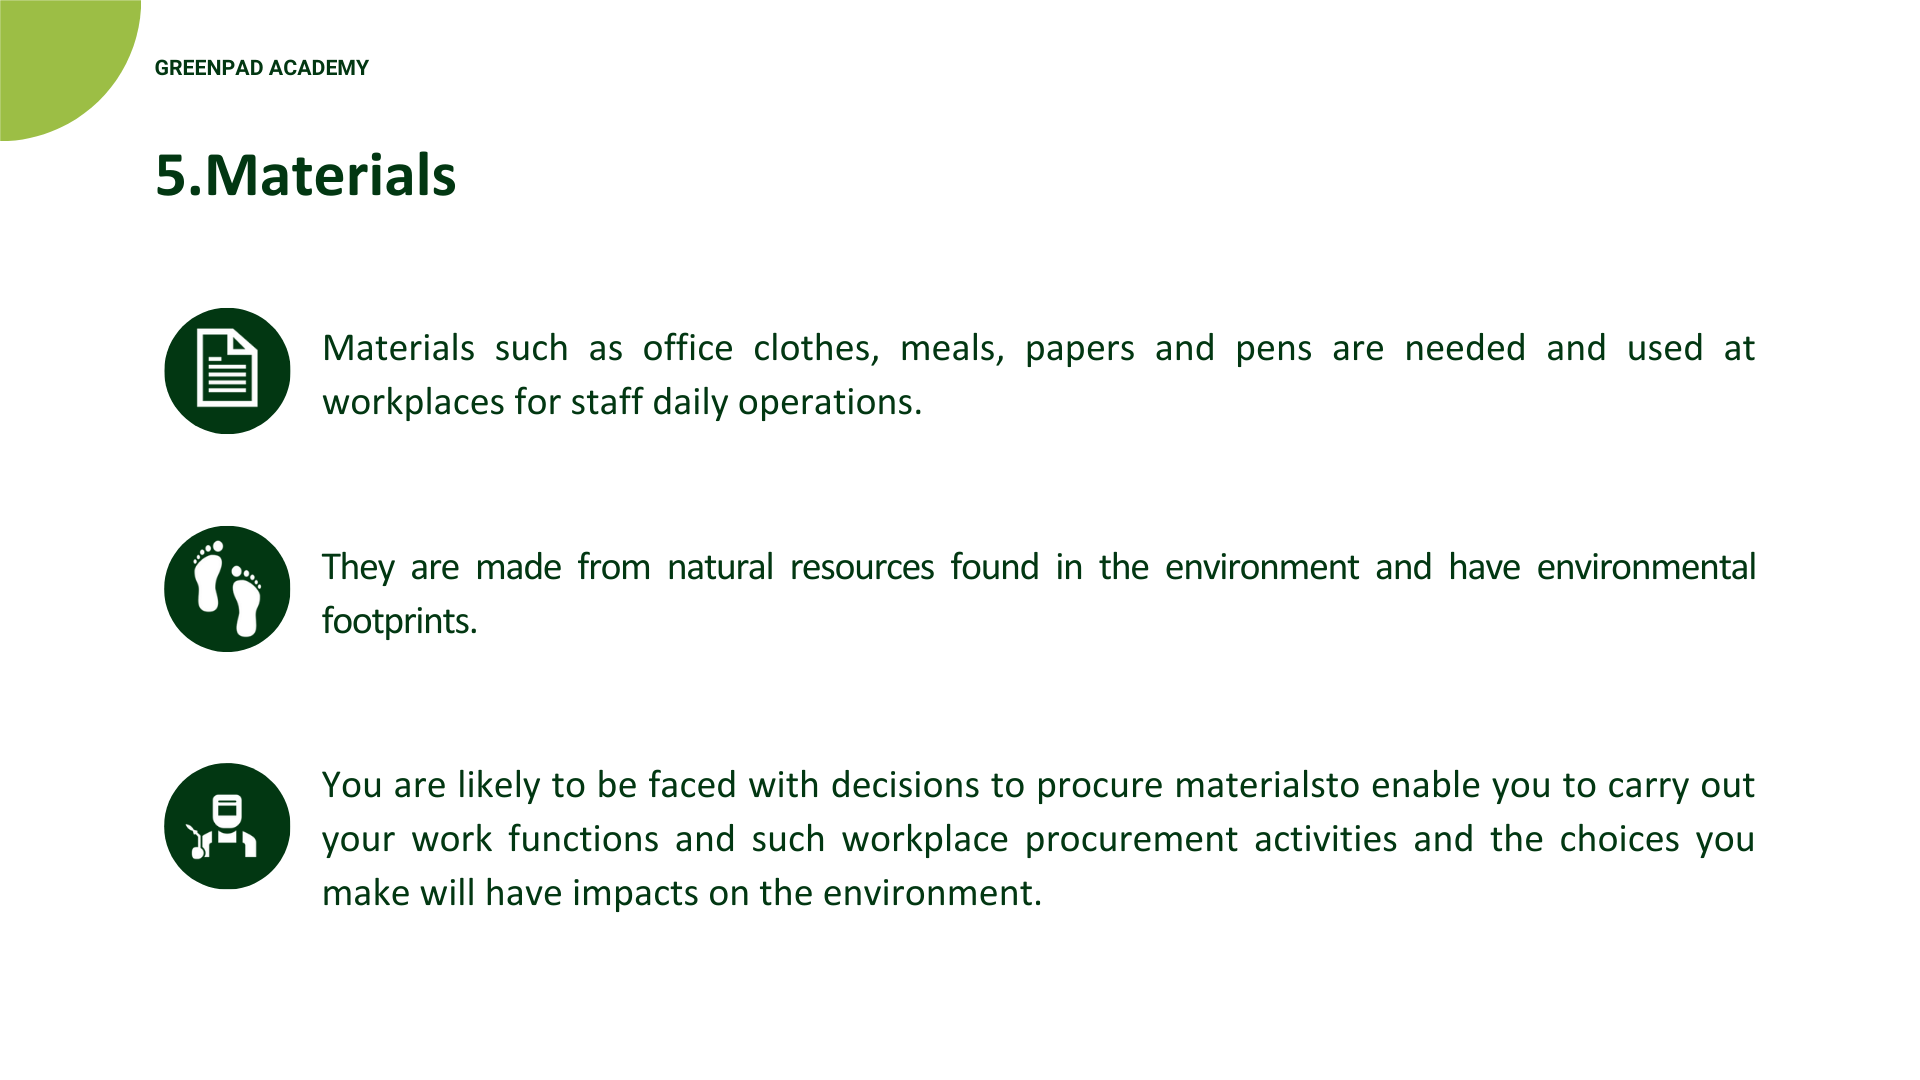 GREENPAD ACADEMY
5.Materials
Materials such as office clothes, meals, papers and pens are needed and used at
workplaces for staff daily operations.
They are made from natural resources found in the environment and have environmental
footprints.
You are likely to be faced with decisions to procure materialsto enable you to carry out
your work functions and such workplace procurement activities and the choices you
make will have impacts on the environment.